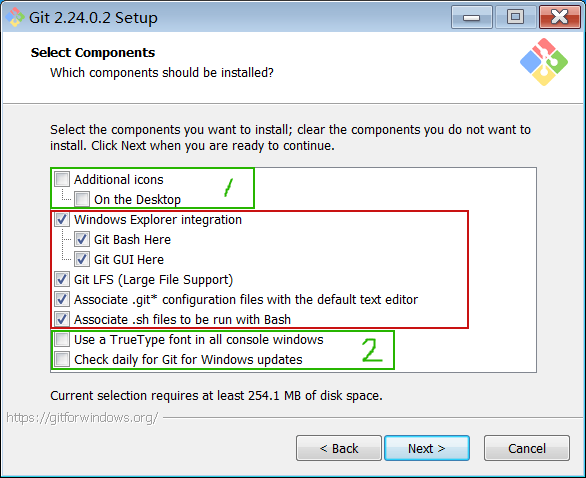 Git 2.24.0.2 Setup
Select Components
Which components should be installed?
Select the components you want to install; clear the components you do not want to
install. Click Next when you are ready to continue.
Additional icons
1
On the Desktop
Windows Explorer integration
Git Bash Here
Git GUI Here
Git LFS (Large File Support)
Associate .git* configuration files with the default text editor
Associate .sh files to be run with Bash
Use a TrueType font in all console windows
2
Check daily for Git for Windows updates
Current selection requires at least 254.1 MB of disk space.
https://gitforwindows.org/
< Back
Next >
Cancel